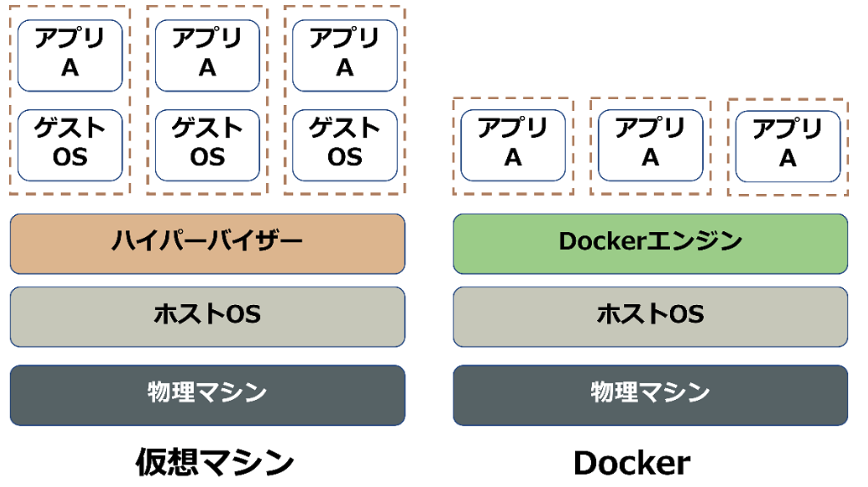 アプリ
A
アプリ
A
アプリ
A
ゲスト
OS
ゲスト
OS
ゲスト
OS
ハイパーバイザー
ホストOS
物理マシン
仮想マシン
アプリ
A
アプリ
A
アプリ
A
Dockerエンジン
ホストOS
物理マシン
Docker